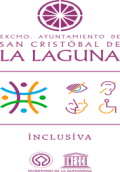 EXCMO. AYUNTAMIENTO DE
SAN CRISTÓBAL DE
LA LAGUNA
inclusiva
PATRIMONIO DE LA HUMANIDAD